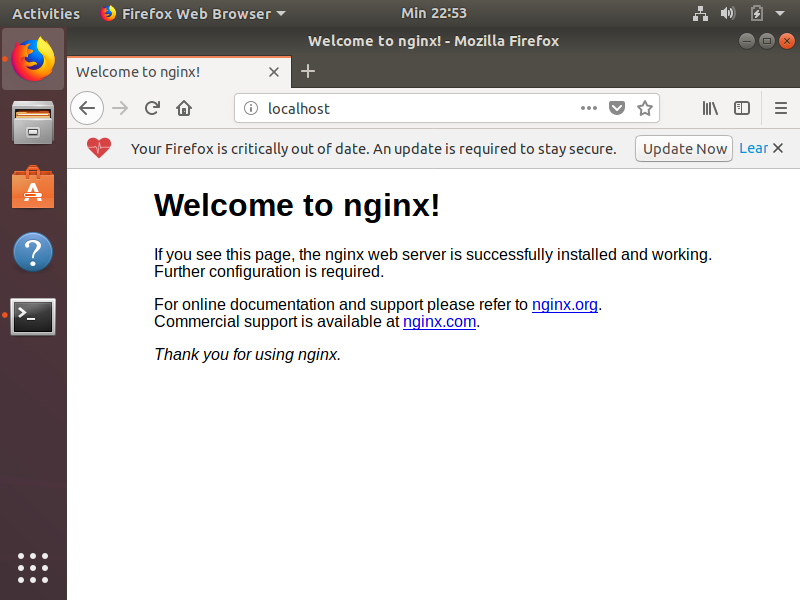 Activities Firefox Web Browser Min 22:53
Welcome to nginx! - Mozilla Firefox
Welcome to nginx!
localhost
Your Firefox is critically out of date. An update is required to stay secure. Update Now Lear
Welcome to nginx!
If you see this page, the nginx web server is successfully installed and working.
Further configuration is required.
For online documentation and support please refer to nginx.org.
Commercial support is available at nginx.com.
Thank you for using nginx.